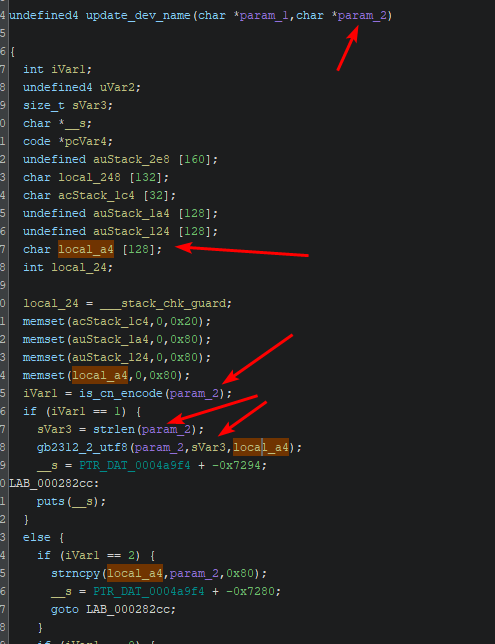 4 undefined4 update_dev_name(char *param_1,char *param_2)
5
6 {
7 int iVar1;
8 undefined4 uVar2;
9 size_t sVar3;
0 char *__s;
1 code *pcVar4;
2 undefined auStack_2e8 [160];
3 char local_248 [132];
4 char acStack_1c4 [32];
5 undefined auStack_1a4 [128];
6 undefined auStack_124 [128];
7 char local_a4 [128];
8 int local_24;
9
0 local_24 = ___stack_chk_guard;
1 memset(acStack_1c4,0,0x20);
2 memset(auStack_1a4,0,0x80);
3 memset(auStack_124,0,0x80);
4 memset(local_a4,0,0x80);
5 iVar1 = is_cn_encode(param_2);
6 if (iVar1 == 1) {
7 sVar3 = strlen(param_2);
8 gb2312_2_utf8(param_2,sVar3,local_a4);
9 __s = PTR_DAT_0004a9f4 + -0x7294;
0 LAB_000282cc:
1 puts(__s);
2 }
3 else {
4 if (iVar1 == 2) {
5 strncpy(local_a4,param_2,0x80);
6 __s = PTR_DAT_0004a9f4 + -0x7280;
7 goto LAB_000282cc;
8 }